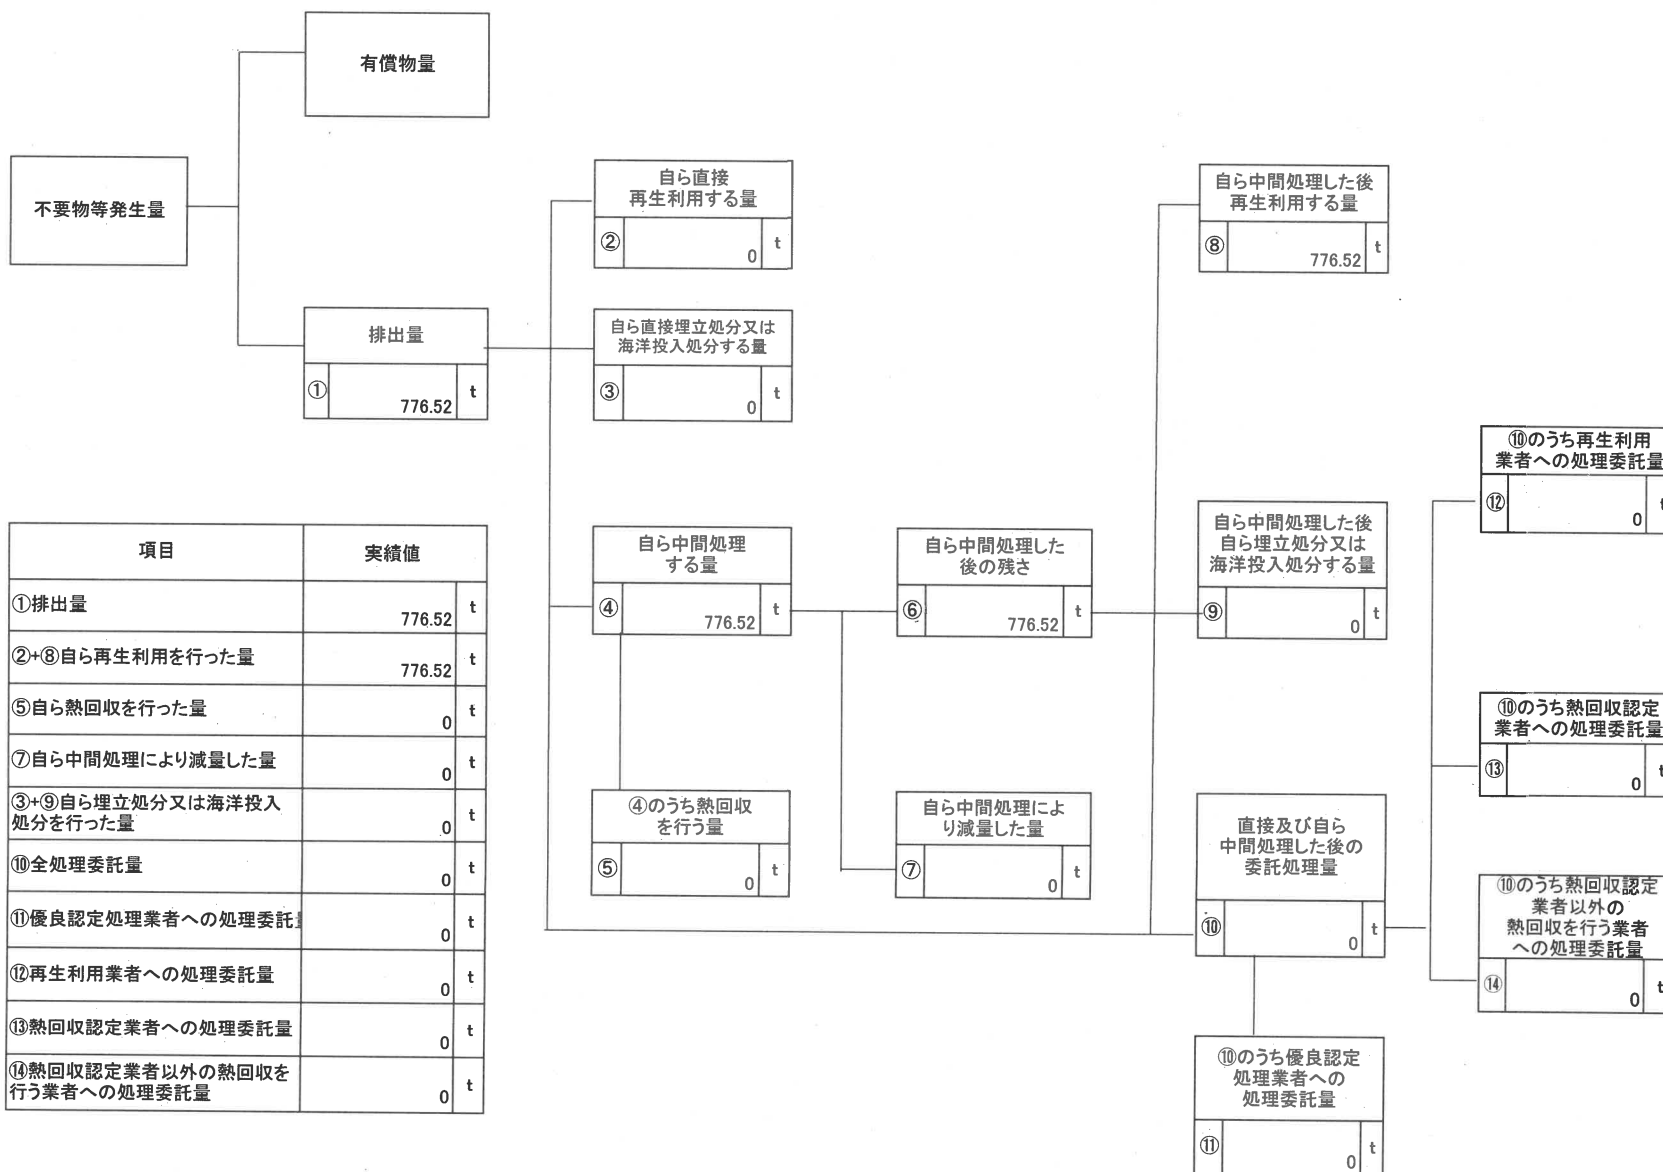 有償物量
不要物等発生量
排出量
①
776.52
t
自ら直接
再生利用する量
②
0
t
自ら直接埋立処分又は
海洋投入処分する量
③
0
t
自ら中間処理
する量
④
776.52
t
④のうち熱回収
を行う量
⑤
0
t
自ら中間処理した
後の残さ
⑥
776.52
t
自ら中間処理によ
り減量した量
⑦
0
t
自ら中間処理した後
再生利用する量
⑧
776.52
t
自ら中間処理した後
自ら埋立処分又は
海洋投入処分する量
⑨
0
t
直接及び自ら
中間処理した後の
委託処理量
⑩
0
t
⑩のうち優良認定
処理業者への
処理委託量
⑪
0
t
⑩のうち再生利用
業者への処理委託量
⑫
0
t
⑩のうち熱回収認定
業者への処理委託量
⑬
0
t
⑩のうち熱回収認定
業者以外の
熱回収を行う業者
への処理委託量
⑭
0
t
項目 実績値
①排出量 776.52 t
②+⑧自ら再生利用を行った量 776.52 t
⑤自ら熱回収を行った量 0 t
⑦自ら中間処理により減量した量 0 t
③+⑨自ら埋立処分又は海洋投入
処分を行った量 0 t
⑩全処理委託量 0 t
⑪優良認定処理業者への処理委託 0 t
⑫再生利用業者への処理委託量 0 t
⑬熱回収認定業者への処理委託量 0 t
⑭熱回収認定業者以外の熱回収を
行う業者への処理委託量 0 t